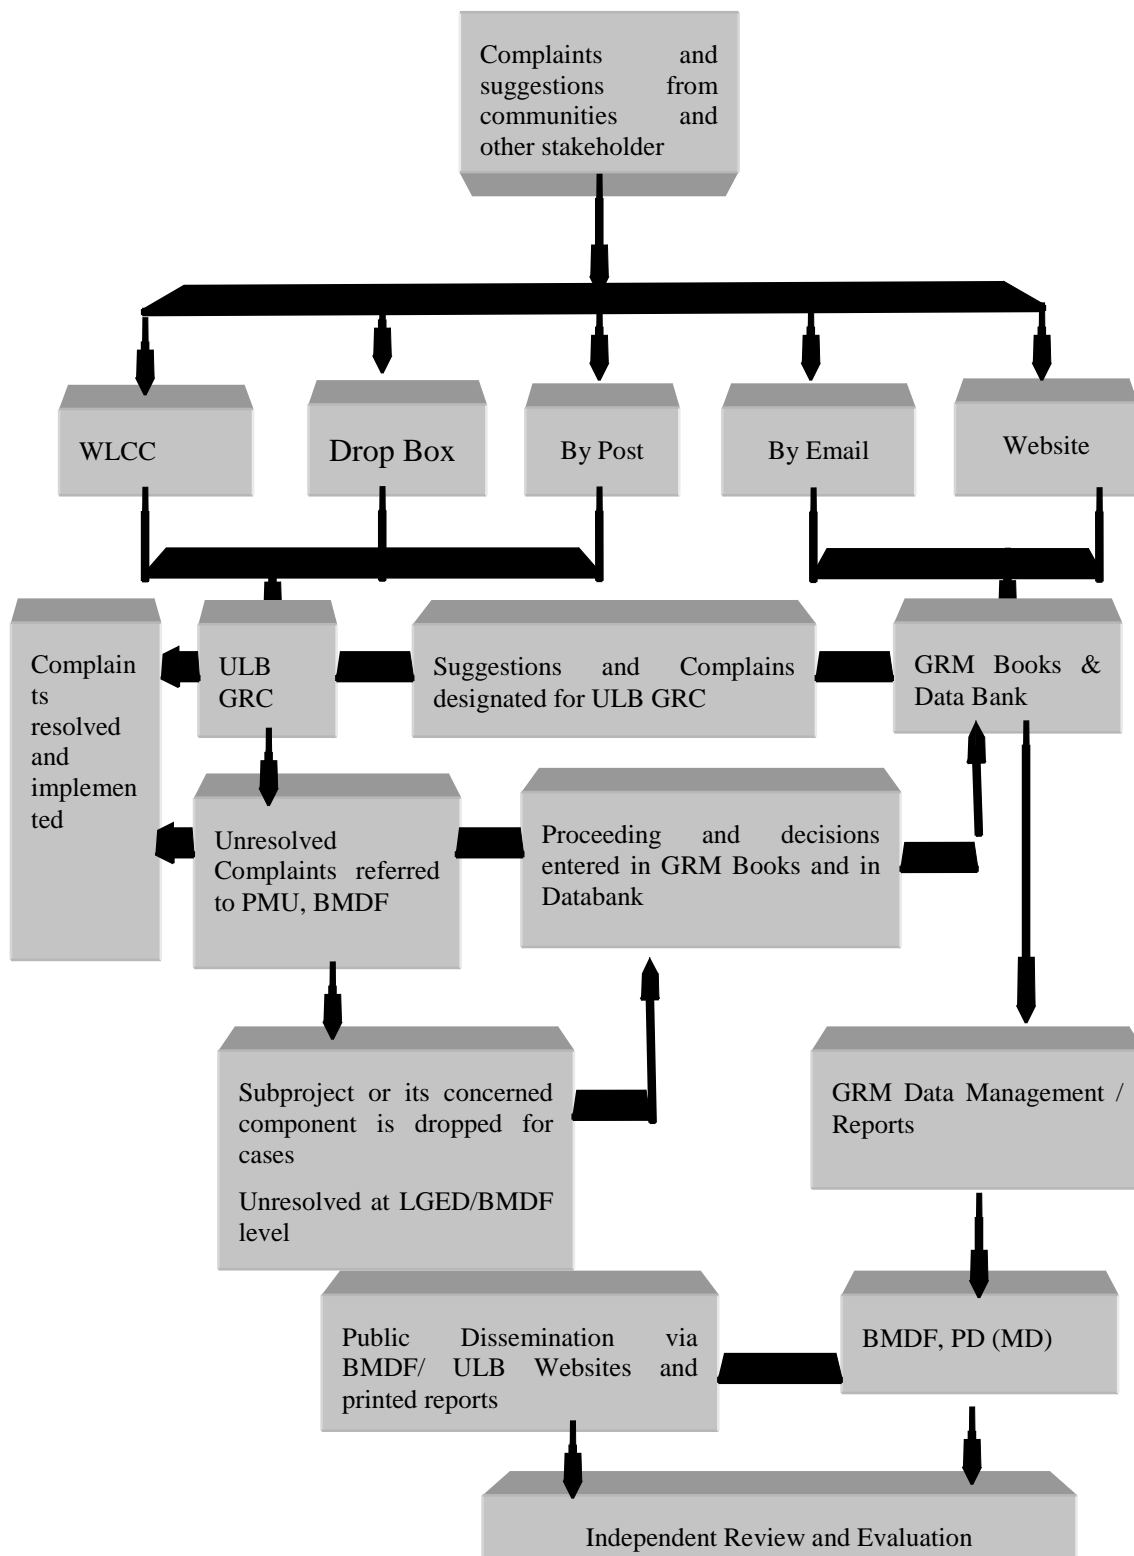 Complaints and
suggestions from
communities and
other stakeholder
WLCC
Drop Box
By Post
By Email
Website
Complain
ts
resolved
and
implemen
ted
ULB
GRC
Suggestions and Complains
designated for ULB GRC
GRM Books &
Data Bank
Unresolved
Complaints referred
to PMU, BMDF
Proceeding and decisions
entered in GRM Books and in
Databank
Subproject or its concerned
component is dropped for
cases
Unresolved at LGED/BMDF
level
GRM Data Management /
Reports
Public Dissemination via
BMDF/ ULB Websites and
printed reports
BMDF, PD (MD)
Independent Review and Evaluation